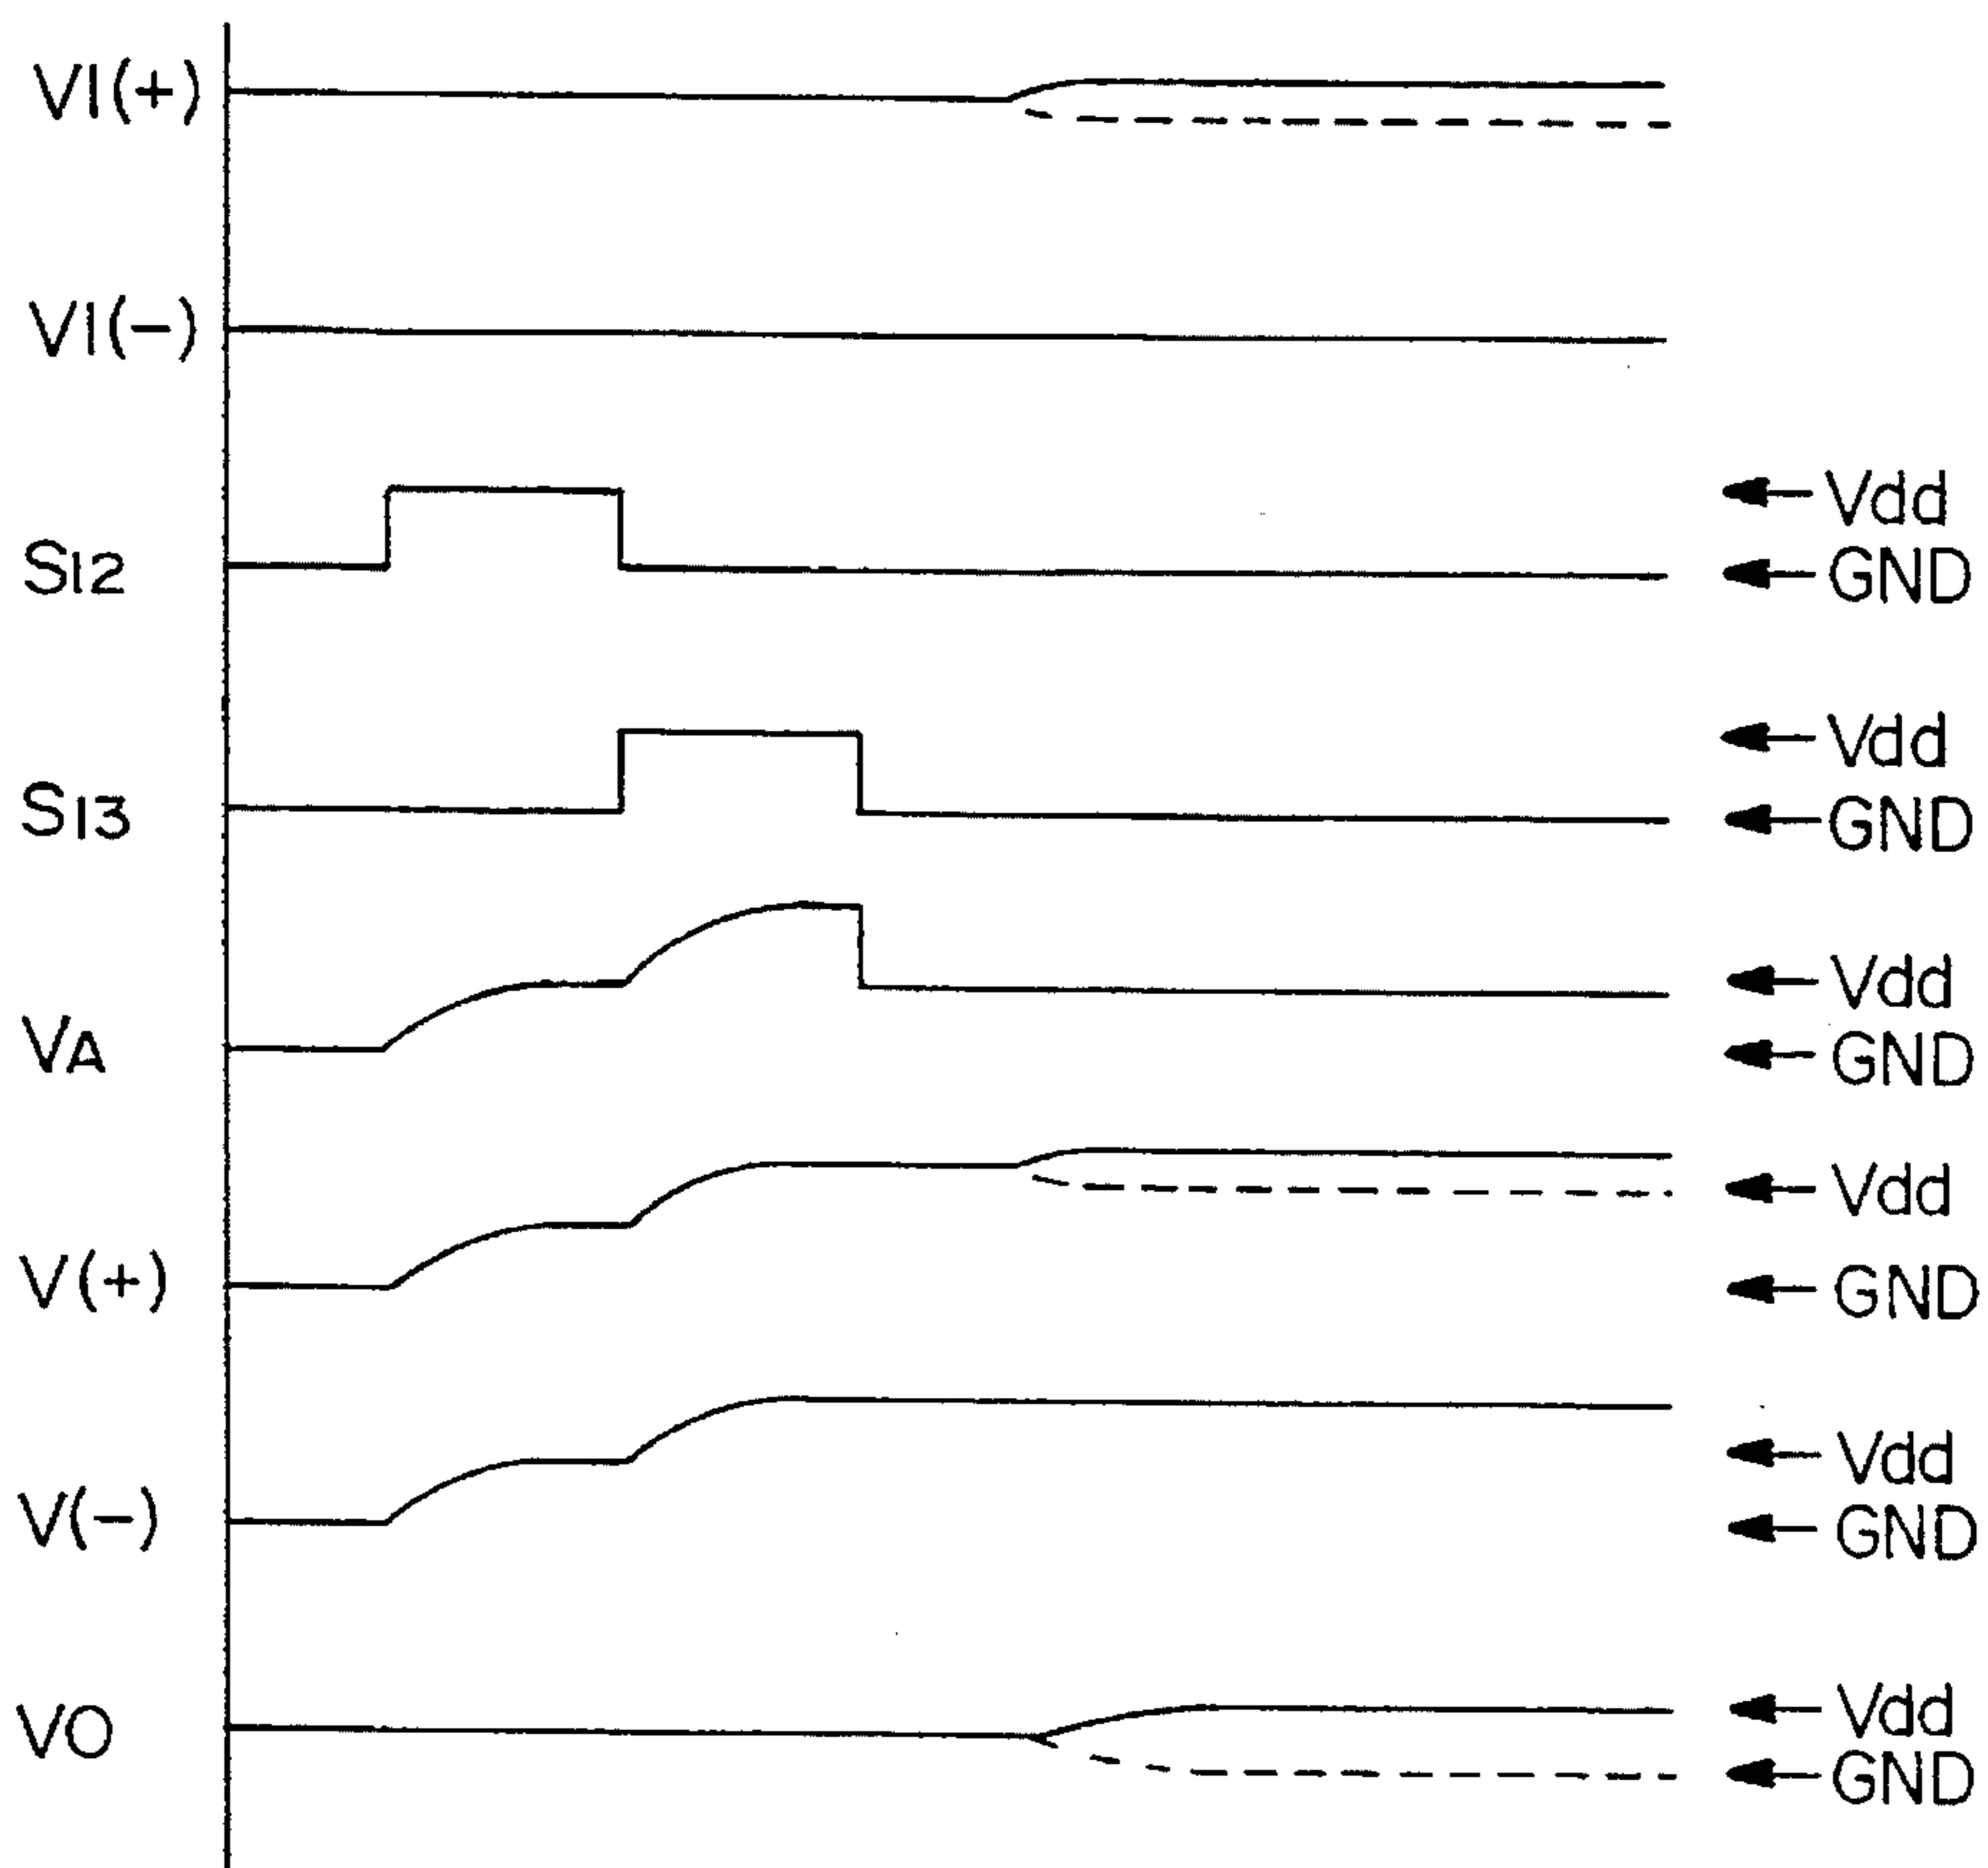 VI(+)
VI(-)
S12
Vdd
GND
S13
Vdd
GND
VA
Vdd
GND
V(+)
Vdd
GND
V(-)
Vdd
GND
VO
Vdd
GND